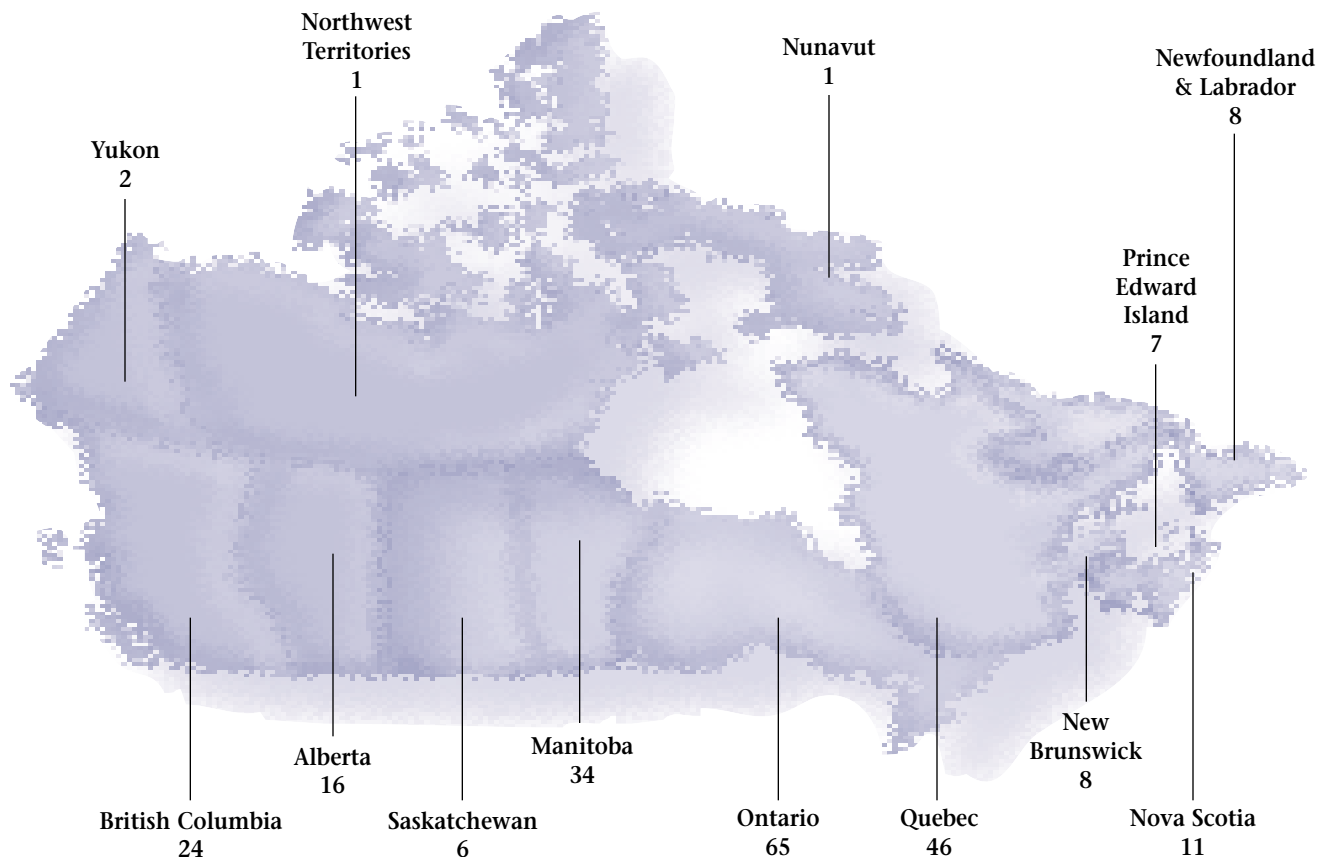 Northwest
Territories
1
Nunavut
1
Newfoundland
& Labrador
8
Yukon
2
Prince
Edward
Island
7
New
Brunswick
8
Alberta
16
Manitoba
34
British Columbia
24
Saskatchewan
6
Ontario
65
Quebec
46
Nova Scotia
11